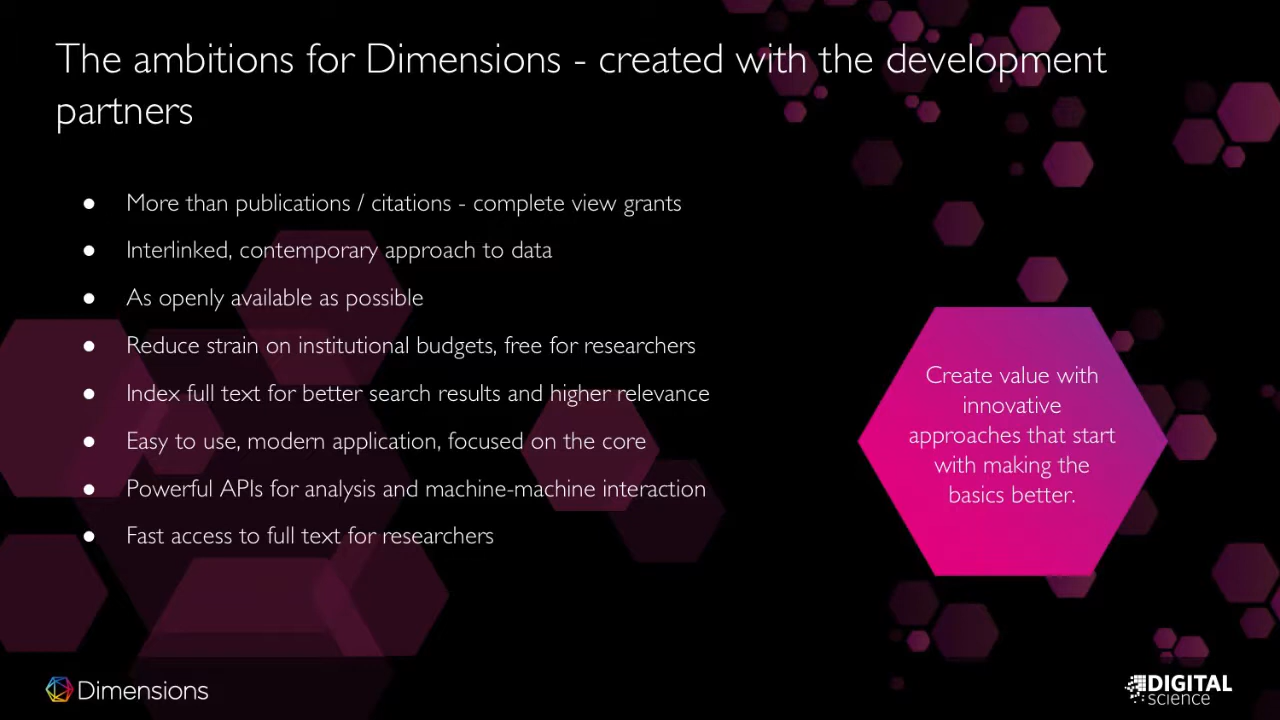 The ambitions for Dimensions - created with the development
partners
● More than publications / citations - complete view grants
● Interlinked, contemporary approach to data
● As openly available as possible
● Reduce strain on institutional budgets, free for researchers
● Index full text for better search results and higher relevance
● Easy to use, modern application, focused on the core
● Powerful APIs for analysis and machine-machine interaction
● Fast access to full text for researchers
Create value with
innovative
approaches that start
with making the
basics better.
Dimensions
DIGITAL
science